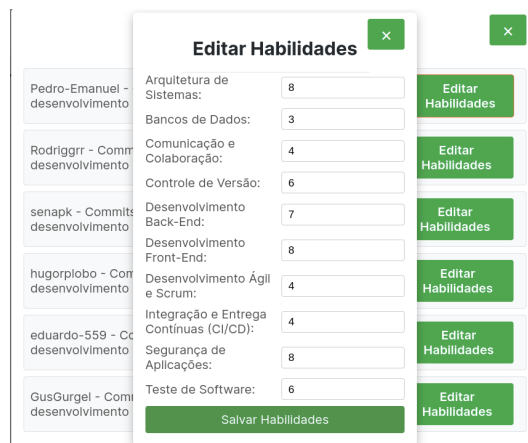 ×
×
Editar Habilidades
Arquitetura de
Sistemas:
8
Bancos de Dados:
3
Comunicação e
Colaboração:
4
Controle de Versão:
6
Desenvolvimento
Back-End:
7
Desenvolvimento
Front-End:
8
Desenvolvimento Ágil
e Scrum:
4
Integração e Entrega
Contínuas (CI/CD):
4
Segurança de
Aplicações:
8
Teste de Software:
6
Salvar Habilidades
Pedro-Emanuel -
desenvolvimento
Editar
Habilidades
Rodriggrr - Comm
desenvolvimento
Editar
Habilidades
senapk - Commits
desenvolvimento
Editar
Habilidades
hugorplobo - Com
desenvolvimento
Editar
Habilidades
eduardo-559 - Co
desenvolvimento
Editar
Habilidades
GusGurgel - Comm
desenvolvimento
Editar
Habilidades